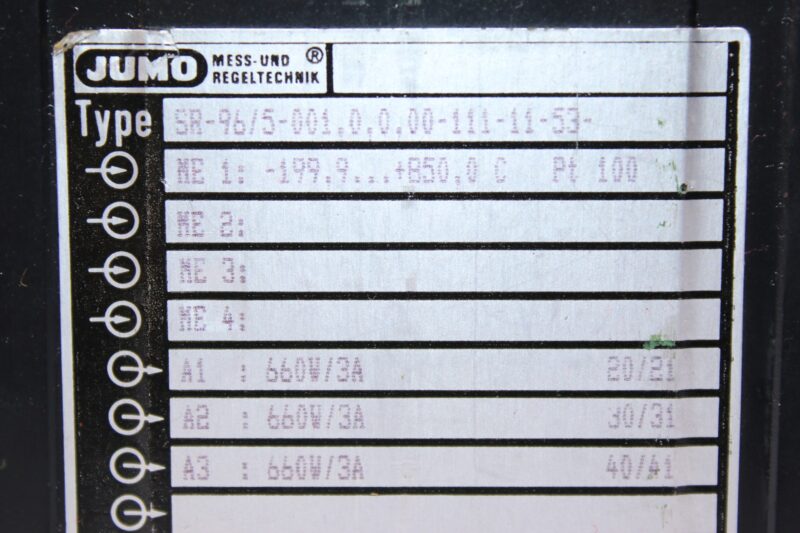 JUMO MESS-UND ®
REGELTECHNIK
Type SR-96/5-001,0,0,00-111-11-53-
ME 1: -199,9...+850,0 C Pt 100
ME 2:
ME 3:
ME 4:
A1 : 660W/3A 20/21
A2 : 660W/3A 30/31
A3 : 660W/3A 40/41